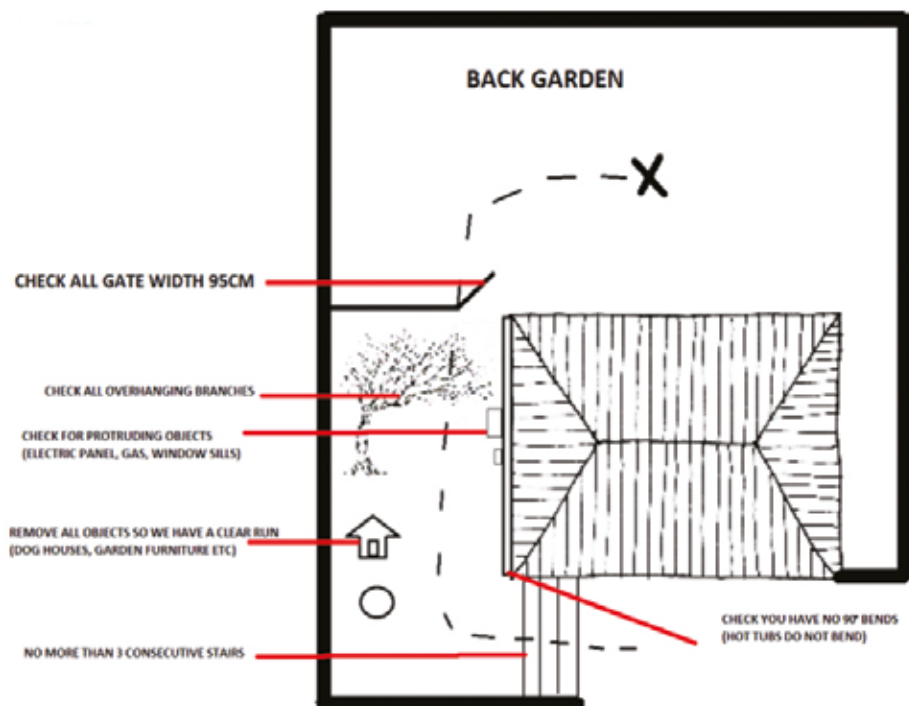 BACK GARDEN
CHECK ALL GATE WIDTH 95CM
CHECK ALL OVERHANGING BRANCHES
CHECK FOR PROTRUDING OBJECTS
(ELECTRIC PANEL, GAS, WINDOW SILLS)
REMOVE ALL OBJECTS SO WE HAVE A CLEAR RUN
(DOG HOUSES, GARDEN FURNITURE ETC)
CHECK YOU HAVE NO 90° BENDS
(HOT TUBS DO NOT BEND)
NO MORE THAN 3 CONSECUTIVE STAIRS